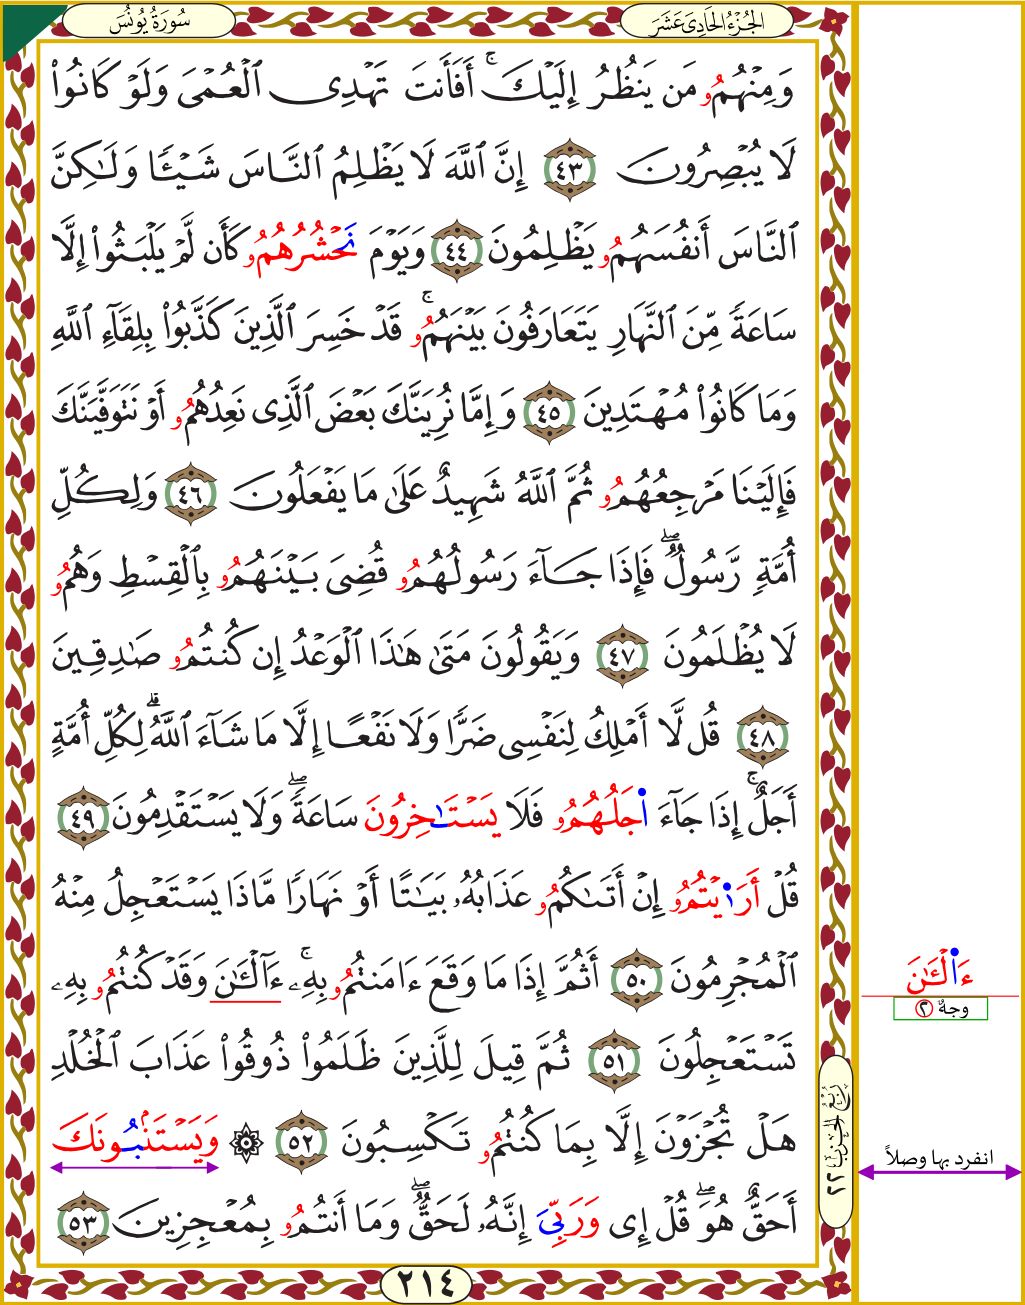 سُورَةُ يُونُسَ
الجُزْءُ الحَادِىَ عَشَرَ
وَمِنْهُمُۥ مَن يَنظُرُ إِلَيْكَ ۚ أَفَأَنتَ تَهْدِى ٱلْعُمْىَ وَلَوْ كَانُوا۟
لَا يُبْصِرُونَ ٤٣ إِنَّ ٱللَّهَ لَا يَظْلِمُ ٱلنَّاسَ شَيْـًٔا وَلَـٰكِنَّ
ٱلنَّاسَ أَنفُسَهُمُۥ يَظْلِمُونَ ٤٤ وَيَوْمَ نَحْشُرُهُمُۥ كَأَن لَّمْ يَلْبَثُوٓا۟ إِلَّا
سَاعَةً مِّنَ ٱلنَّهَارِ يَتَعَارَفُونَ بَيْنَهُمُۥ ۚ قَدْ خَسِرَ ٱلَّذِينَ كَذَّبُوا۟ بِلِقَآءِ ٱللَّهِ
وَمَا كَانُوا۟ مُهْتَدِينَ ٤٥ وَإِمَّا نُرِيَنَّكَ بَعْضَ ٱلَّذِى نَعِدُهُمُۥ أَوْ نَتَوَفَّيَنَّكَ
فَإِلَيْنَا مَرْجِعُهُمُۥ ثُمَّ ٱللَّهُ شَهِيدٌ عَلَىٰ مَا يَفْعَلُونَ ٤٦ وَلِكُلِّ
أُمَّةٍ رَّسُولٌ ۖ فَإِذَا جَآءَ رَسُولُهُمُۥ قُضِىَ بَيْنَهُمُۥ بِٱلْقِسْطِ وَهُمُۥ
لَا يُظْلَمُونَ ٤٧ وَيَقُولُونَ مَتَىٰ هَـٰذَا ٱلْوَعْدُ إِن كُنتُمُۥ صَـٰدِقِينَ
٤٨ قُل لَّآ أَمْلِكُ لِنَفْسِى ضَرًّا وَلَا نَفْعًا إِلَّا مَا شَآءَ ٱللَّهُ ۗ لِكُلِّ أُمَّةٍ
أَجَلٌ ۚ إِذَا جَآءَ اجَلُهُمُۥ فَلَا يَسْتَـٰخِرُونَ سَاعَةً ۖ وَلَا يَسْتَقْدِمُونَ ٤٩
قُلْ أَرَٰيْتُمُۥ إِنْ أَتَىٰكُمُۥ عَذَابُهُۥ بَيَـٰتًا أَوْ نَهَارًا مَّاذَا يَسْتَعْجِلُ مِنْهُ
ٱلْمُجْرِمُونَ ٥٠ أَثُمَّ إِذَا مَا وَقَعَ ءَامَنتُمُۥ بِهِۦٓ ۚ ءَآلْـَٔـٰنَ وَقَدْ كُنتُمُۥ بِهِۦ
تَسْتَعْجِلُونَ ٥١ ثُمَّ قِيلَ لِلَّذِينَ ظَلَمُوا۟ ذُوقُوا۟ عَذَابَ ٱلْخُلْدِ
هَلْ تُجْزَوْنَ إِلَّا بِمَا كُنتُمُۥ تَكْسِبُونَ ٥٢ ۞ وَيَسْتَنۢبُونَكَ
أَحَقٌّ هُوَ ۖ قُلْ إِى وَرَبِّىَ إِنَّهُۥ لَحَقٌّ ۖ وَمَآ أَنتُمُۥ بِمُعْجِزِينَ ٥٣
٢١٤
ءَالْـَٔـٰنَ
وجهٌ ٢
رُبْعُ الحِزْب ٢٢
انفرد بها وصلاً